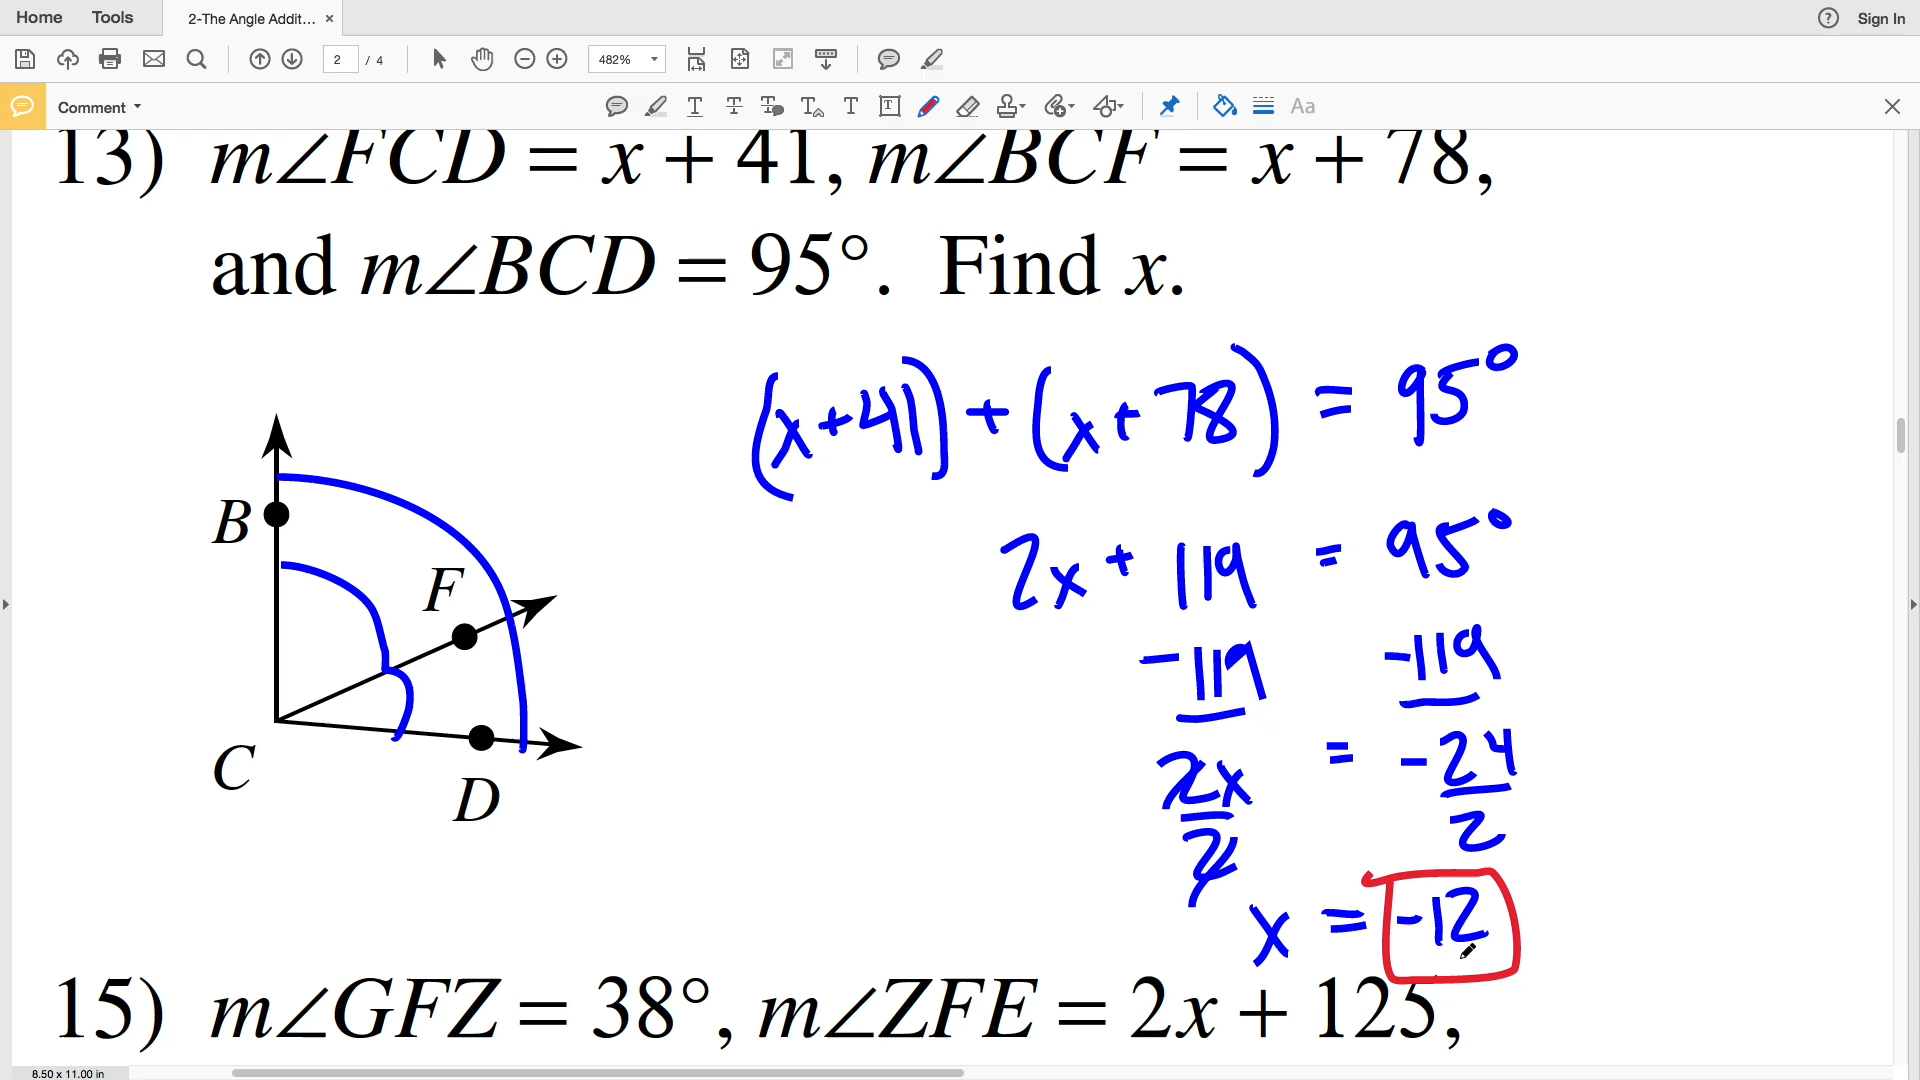 Home Tools 2-The Angle Addit... × ? Sign In
2 / 4 482%
Comment T T T T T T Aa
13) m∠FCD = x + 41, m∠BCF = x + 78,
and m∠BCD = 95°. Find x.
(x+41) + (x+78) = 95°
2x + 119 = 95°
-119 -119
2x = -24
2 2
x = -12
B
F
C
D
15) m∠GFZ = 38°, m∠ZFE = 2x + 125,
8.50 x 11.00 in